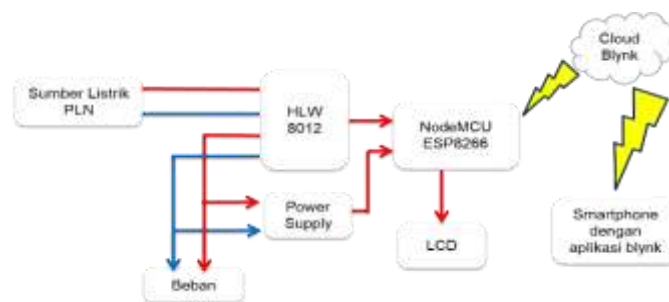 Sumber Listrik
PLN
HLW
8012
NodeMCU
ESP8266
Cloud
Blynk
Power
Supply
LCD
Beban
Smartphone
dengan
aplikasi blynk